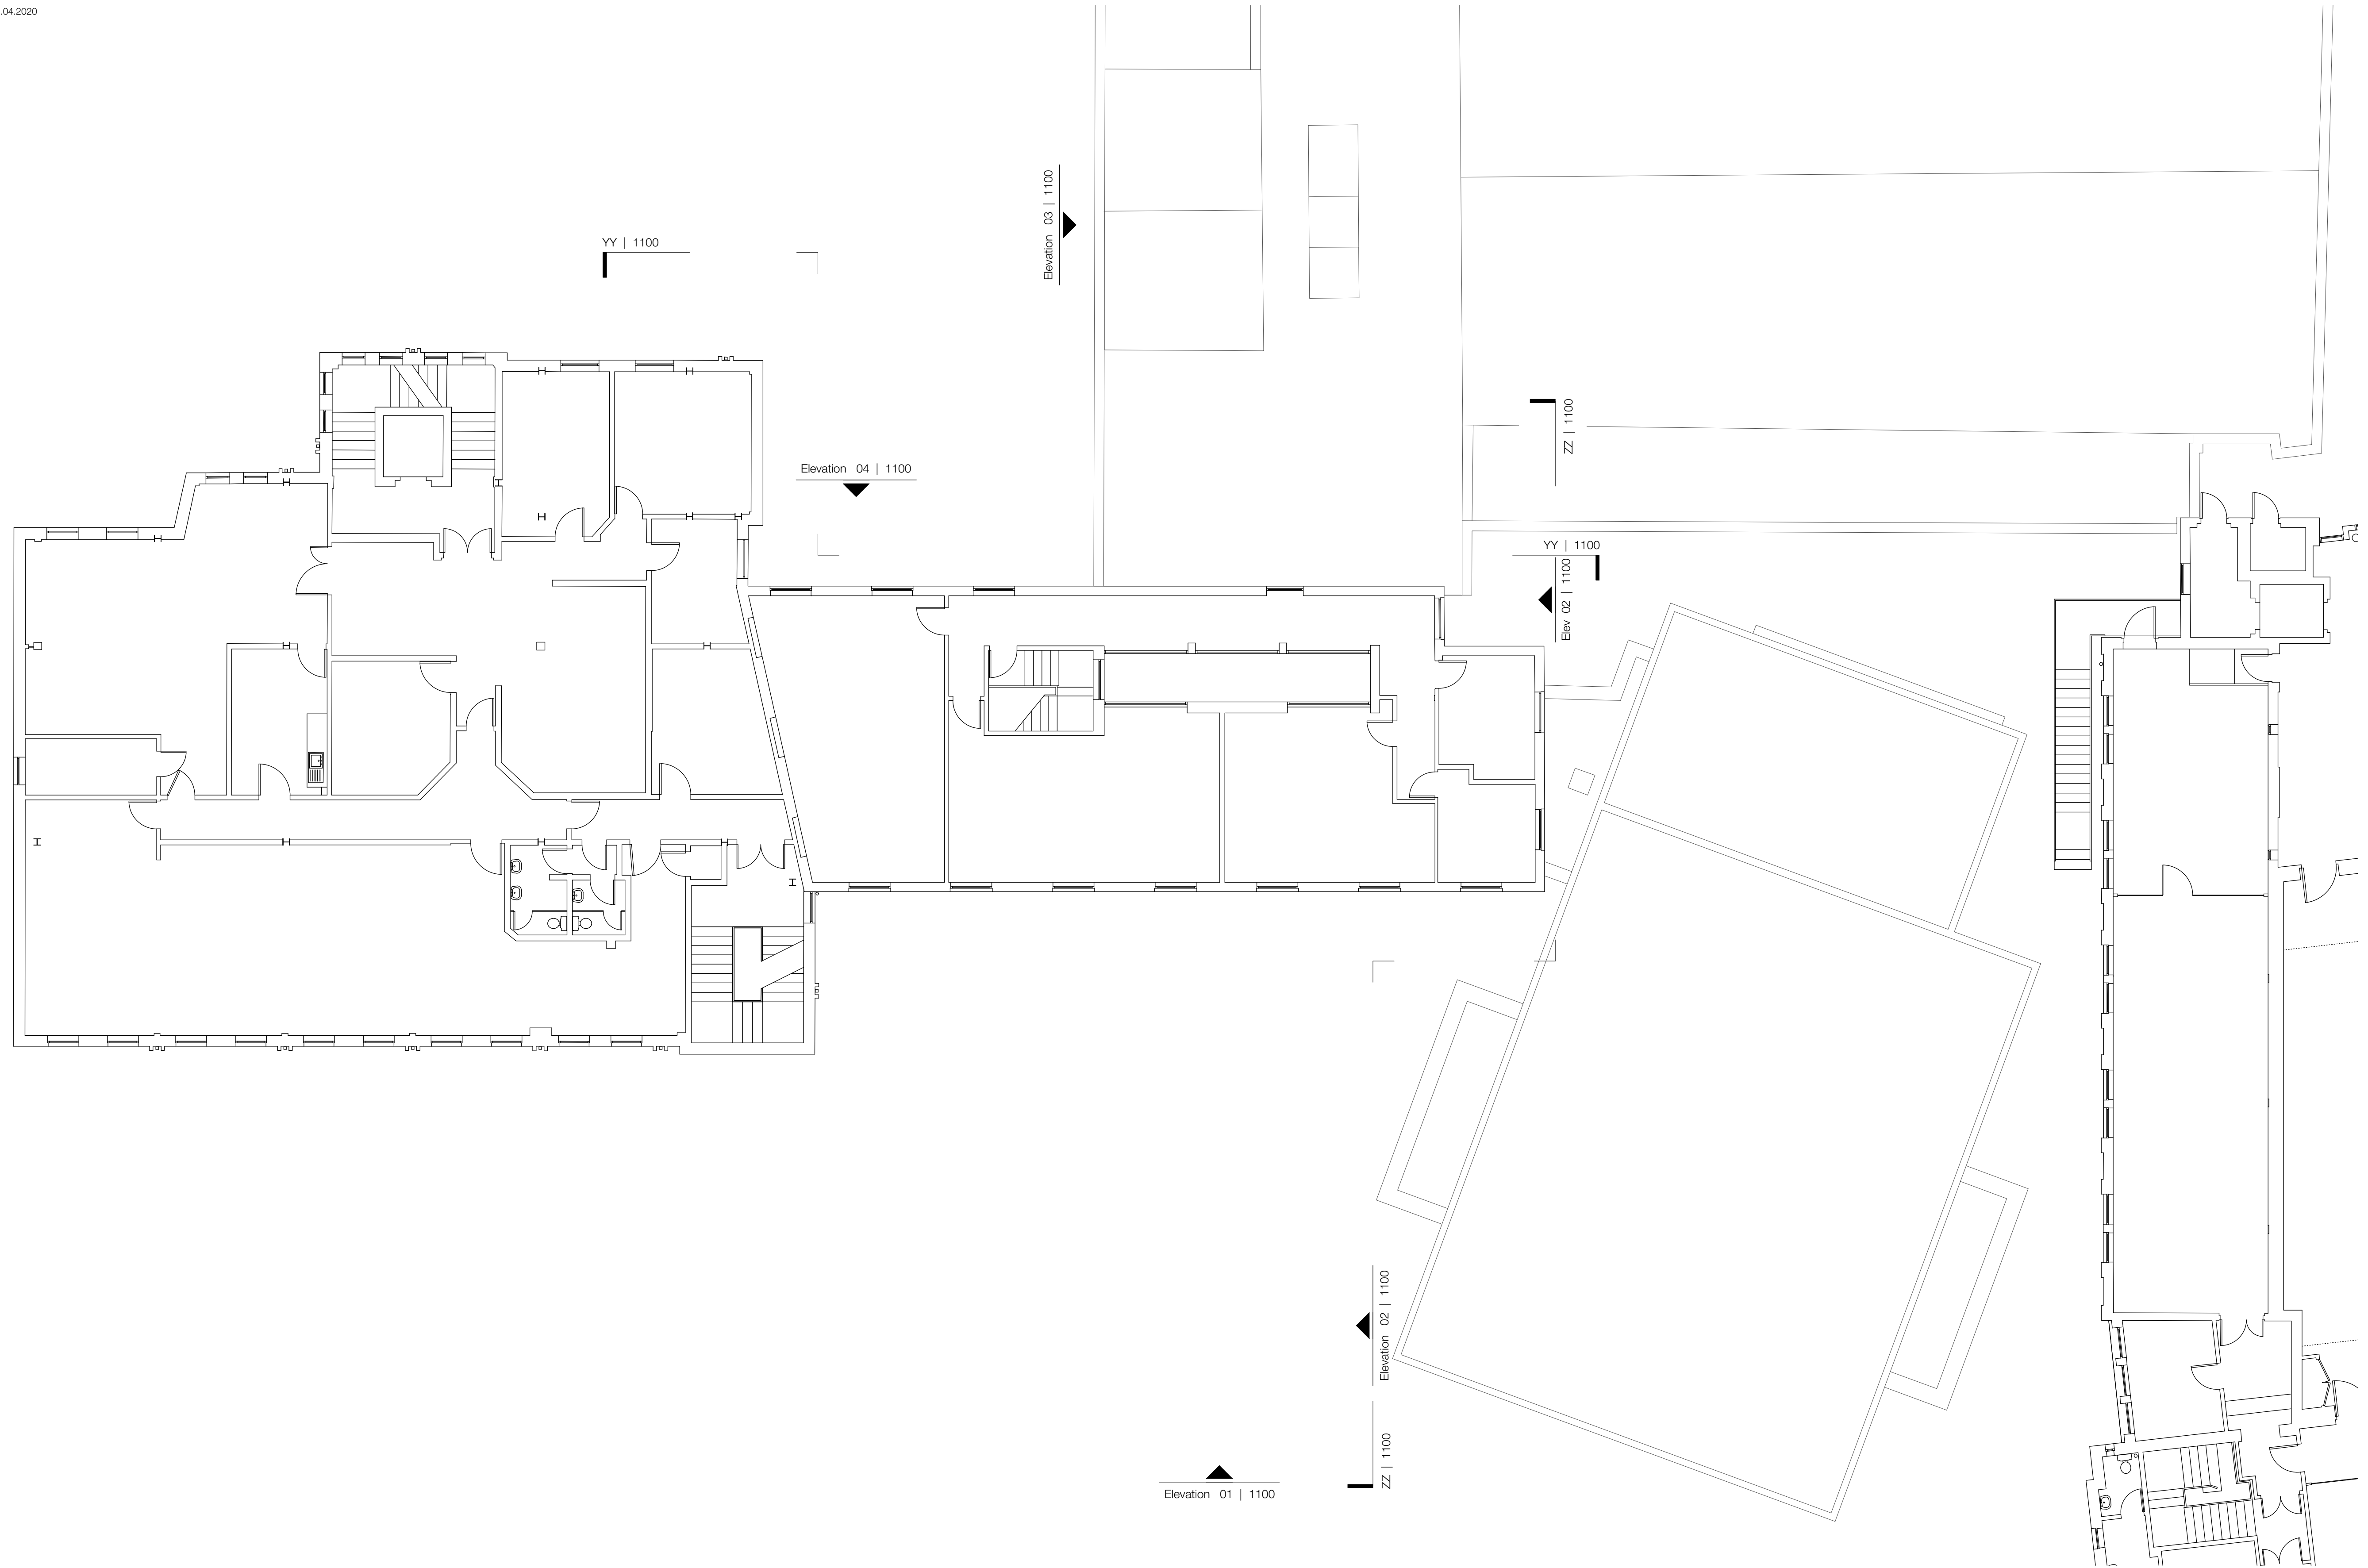 .04.2020
Elevation 03 | 1100
YY | 1100
ZZ | 1100
Elevation 04 | 1100
YY | 1100
Elev 02 | 1100
Elevation 02 | 1100
ZZ | 1100
Elevation 01 | 1100